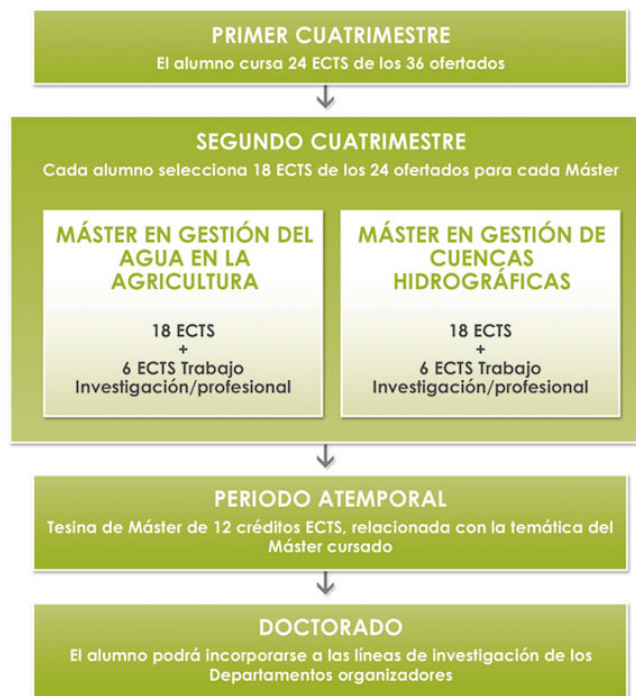 PRIMER CUATRIMESTRE
El alumno cursa 24 ECTS de los 36 ofertados
SEGUNDO CUATRIMESTRE
Cada alumno selecciona 18 ECTS de los 24 ofertados para cada Máster
MÁSTER EN GESTIÓN DEL
AGUA EN LA
AGRICULTURA
18 ECTS
+
6 ECTS Trabajo
Investigación/profesional
MÁSTER EN GESTIÓN DE
CUENCAS
HIDROGRÁFICAS
18 ECTS
+
6 ECTS Trabajo
Investigación/profesional
PERIODO ATEMPORAL
Tesina de Máster de 12 créditos ECTS, relacionada con la temática del
Máster cursado
DOCTORADO
El alumno podrá incorporarse a las líneas de investigación de los
Departamentos organizadores